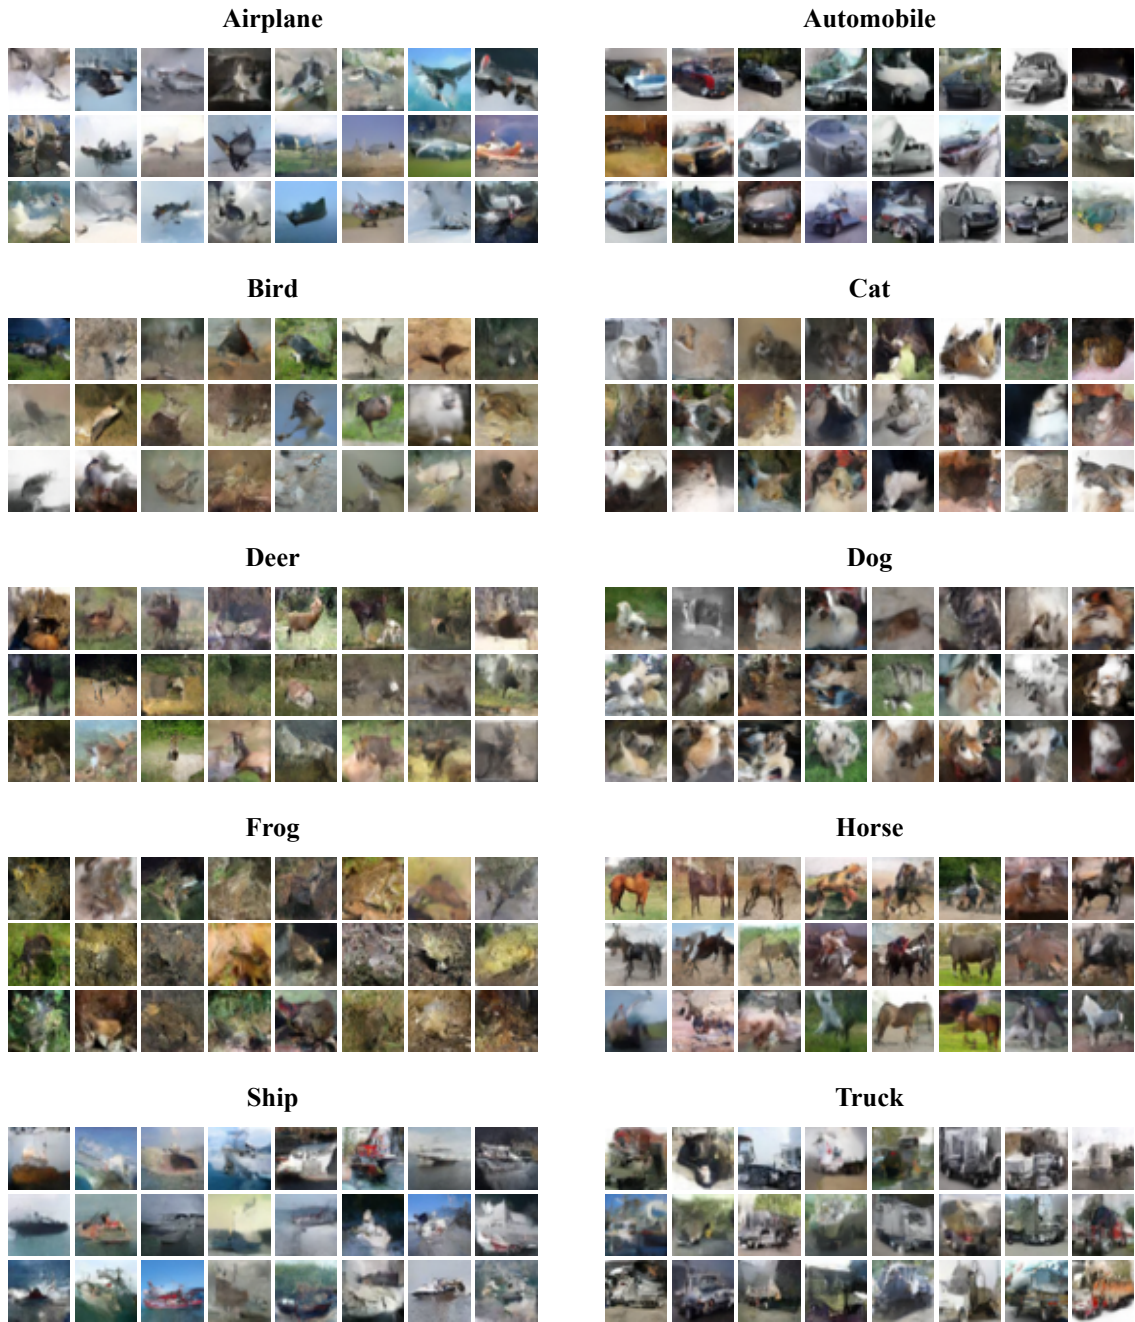 Airplane
Automobile
Bird
Cat
Deer
Dog
Frog
Horse
Ship
Truck